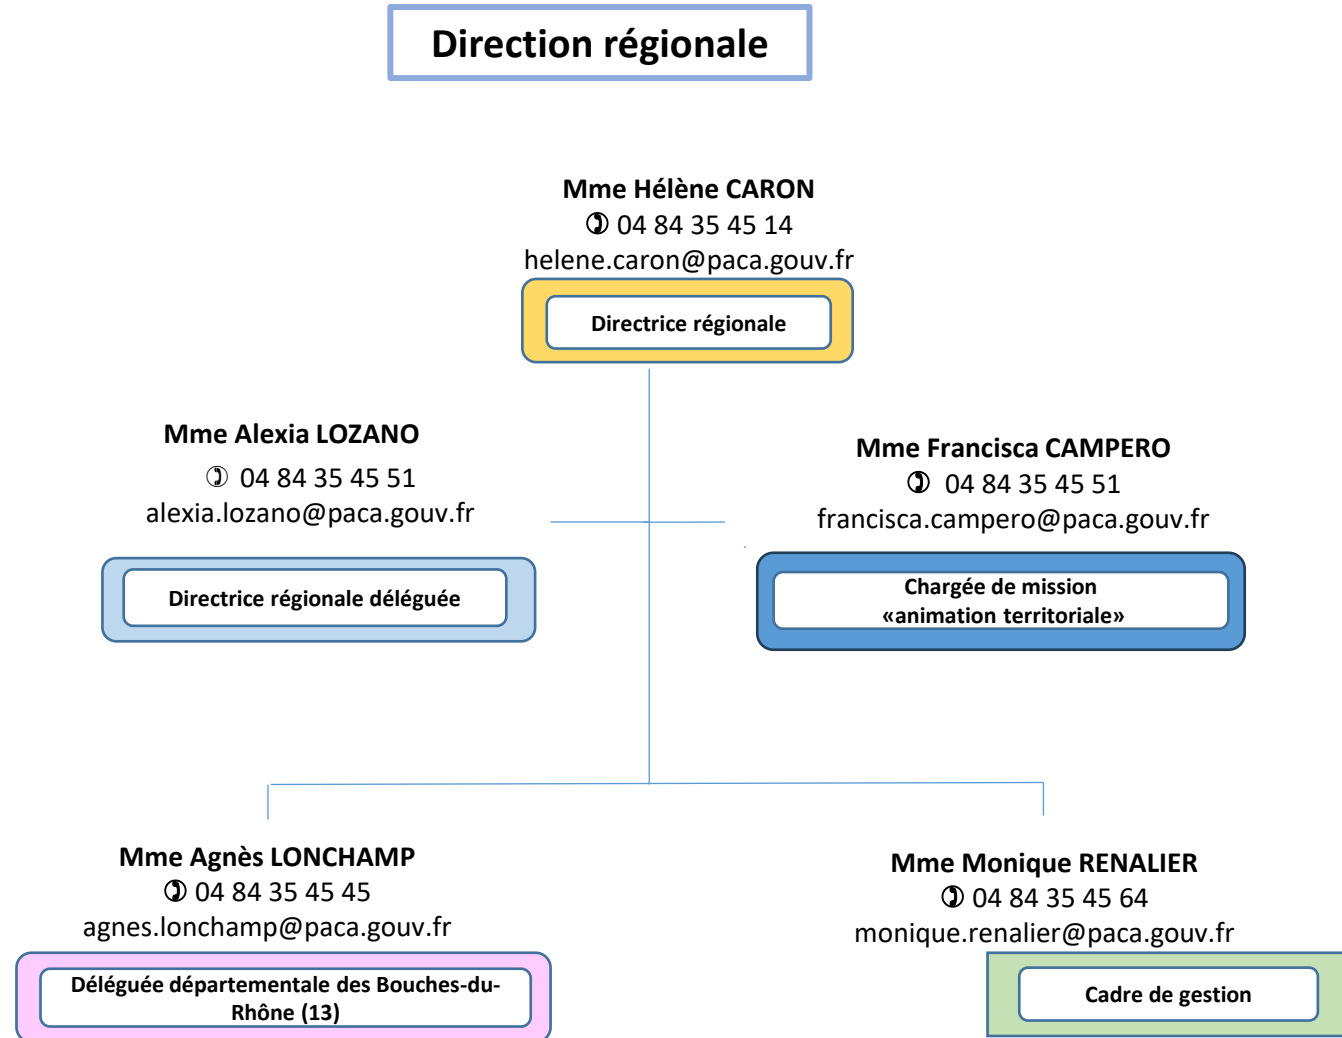 Direction régionale
Mme Hélène CARON
✆ 04 84 35 45 14
helene.caron@paca.gouv.fr
Directrice régionale
Mme Alexia LOZANO
✆ 04 84 35 45 51
alexia.lozano@paca.gouv.fr
Directrice régionale déléguée
Mme Francisca CAMPERO
✆ 04 84 35 45 51
francisca.campero@paca.gouv.fr
Chargée de mission
«animation territoriale»
Mme Agnès LONCHAMP
✆ 04 84 35 45 45
agnes.lonchamp@paca.gouv.fr
Déléguée départementale des Bouches-du-
Rhône (13)
Mme Monique RENALIER
✆ 04 84 35 45 64
monique.renalier@paca.gouv.fr
Cadre de gestion